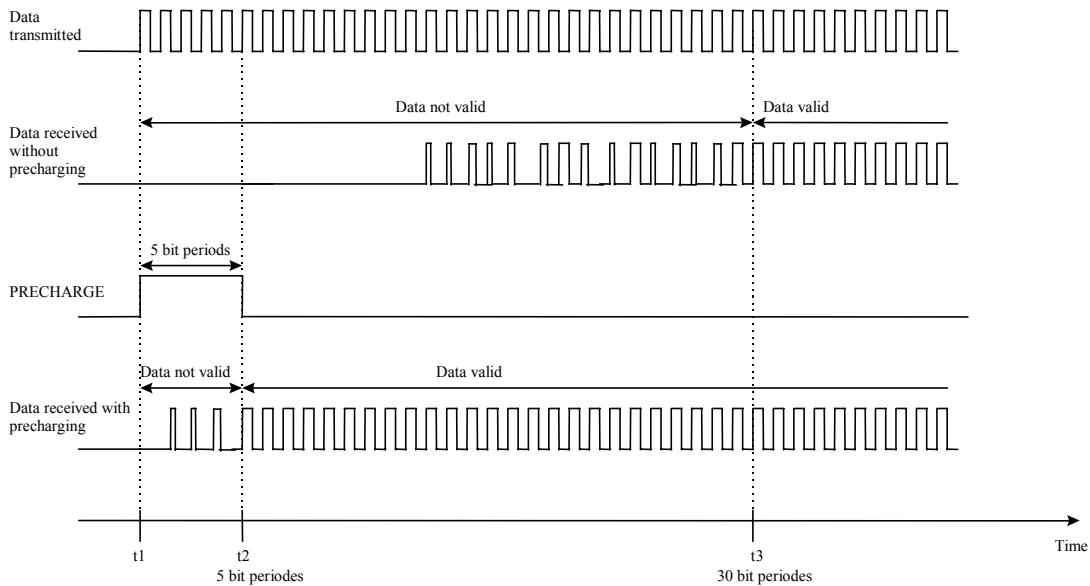 Data
transmitted
Data not valid
Data valid
Data received
without
precharging
5 bit periods
PRECHARGE
Data not valid
Data valid
Data received with
precharging
t1
t2
t3
Time
5 bit periodes
30 bit periodes